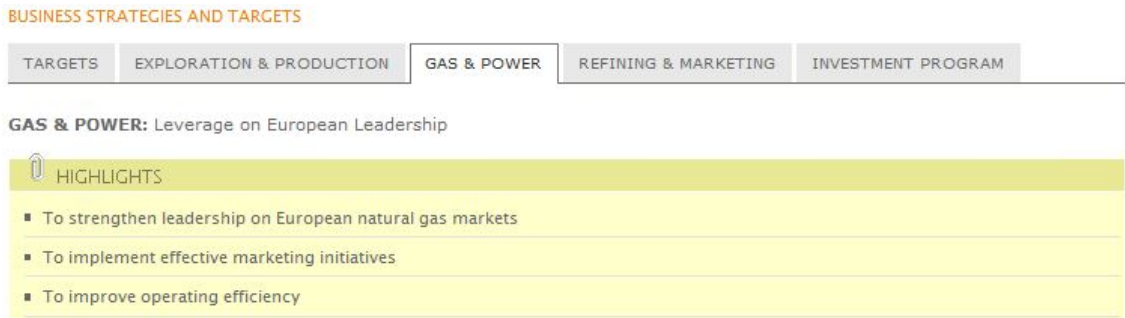 BUSINESS STRATEGIES AND TARGETS
TARGETS EXPLORATION & PRODUCTION GAS & POWER REFINING & MARKETING INVESTMENT PROGRAM
GAS & POWER: Leverage on European Leadership
HIGHLIGHTS
To strengthen leadership on European natural gas markets
To implement effective marketing initiatives
To improve operating efficiency